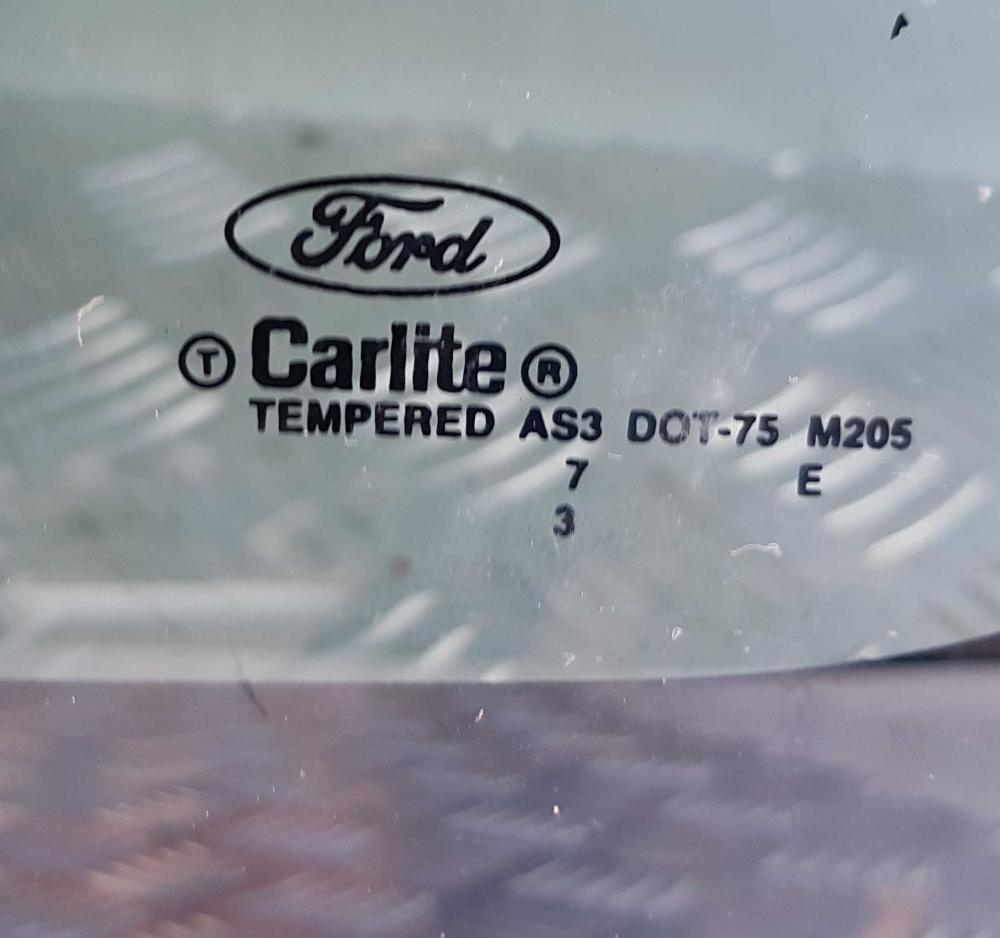 Ford
Ⓣ Carlite ®
TEMPERED AS3 DOT-75 M205
7 E
3